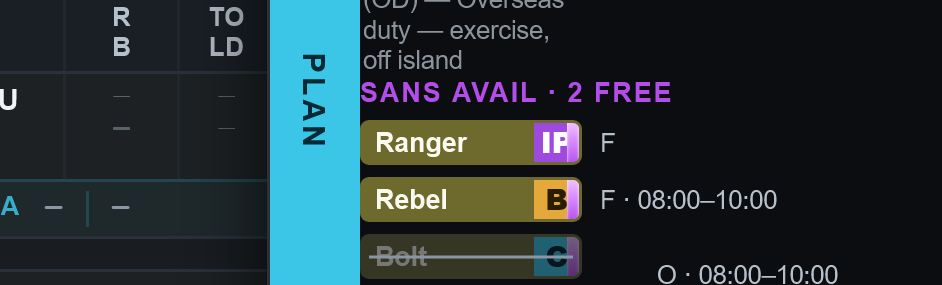 R
B
TO
LD
U
— —
— —
A — —
PLAN
(OD) — Overseas
duty — exercise,
off island
SANS AVAIL · 2 FREE
Ranger IP F
Rebel B F · 08:00–10:00
Bolt C O · 08:00–10:00